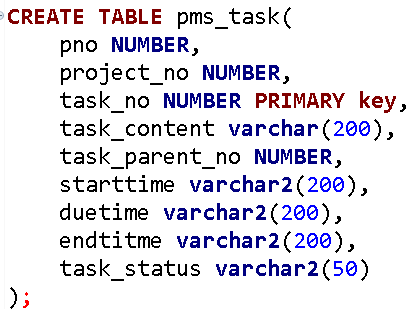 CREATE TABLE pms_task(
    pno NUMBER,
    project_no NUMBER,
    task_no NUMBER PRIMARY key,
    task_content varchar(200),
    task_parent_no NUMBER,
    starttime varchar2(200),
    duetime varchar2(200),
    endtitme varchar2(200),
    task_status varchar2(50)
);